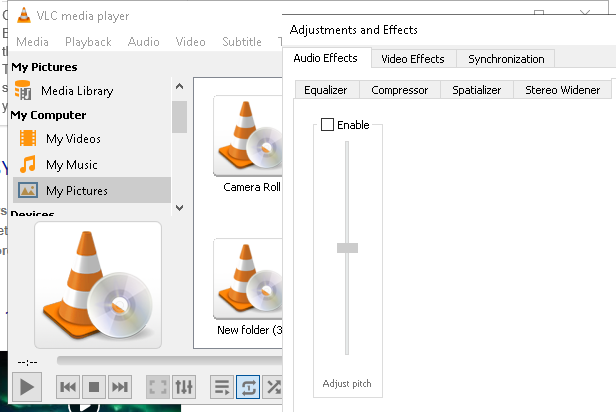 VLC media player
Media Playback Audio Video Subtitle
My Pictures
Media Library
My Computer
My Videos
My Music
My Pictures
Devices
Camera Roll
New folder (3
--:--
Adjustments and Effects
Audio Effects Video Effects Synchronization
Equalizer Compressor Spatializer Stereo Widener
Enable
Adjust pitch